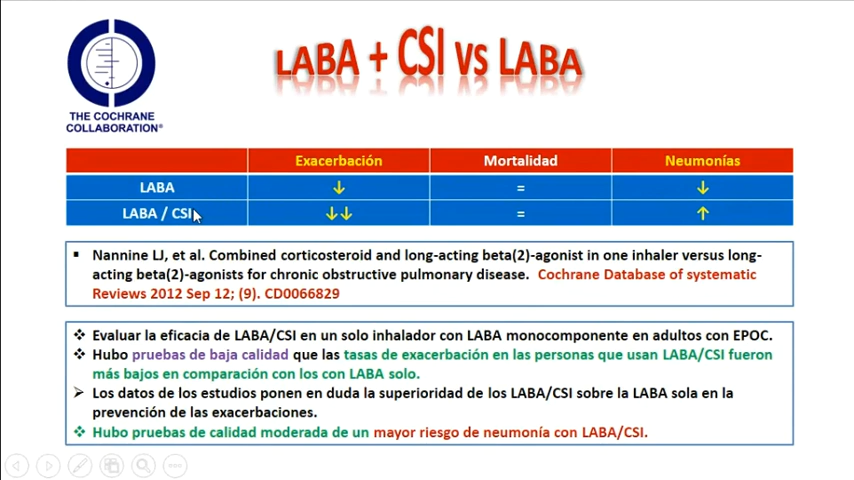 LABA + CSI vs LABA
THE COCHRANE
COLLABORATION®
Exacerbación Mortalidad Neumonías
LABA ↓ = ↓
LABA / CSI ↓↓ = ↑
▪ Nannine LJ, et al. Combined corticosteroid and long-acting beta(2)-agonist in one inhaler versus long-
acting beta(2)-agonists for chronic obstructive pulmonary disease. Cochrane Database of systematic
Reviews 2012 Sep 12; (9). CD0066829
❖ Evaluar la eficacia de LABA/CSI en un solo inhalador con LABA monocomponente en adultos con EPOC.
❖ Hubo pruebas de baja calidad que las tasas de exacerbación en las personas que usan LABA/CSI fueron
más bajos en comparación con los con LABA solo.
➢ Los datos de los estudios ponen en duda la superioridad de los LABA/CSI sobre la LABA sola en la
prevención de las exacerbaciones.
❖ Hubo pruebas de calidad moderada de un mayor riesgo de neumonía con LABA/CSI.